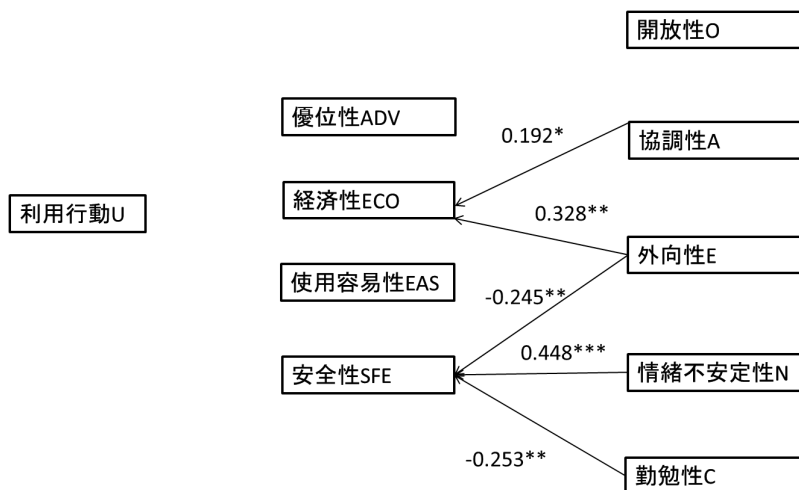 開放性O
優位性ADV
0.192*
協調性A
経済性ECO
利用行動U
0.328**
外向性E
使用容易性EAS
-0.245**
0.448***
安全性SFE
情緒不安定性N
-0.253**
勤勉性C